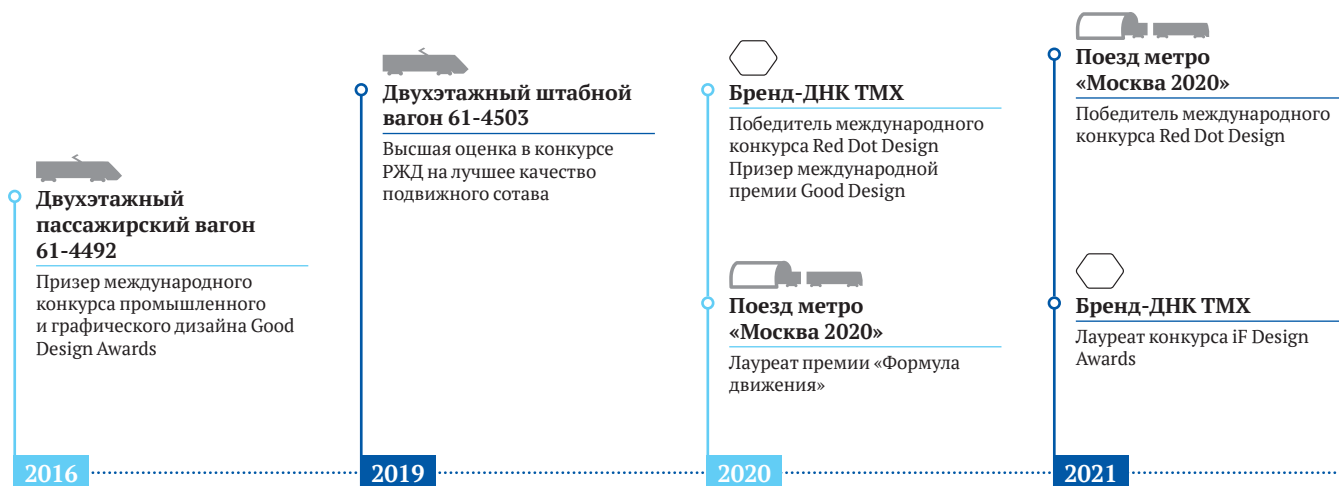 Двухэтажный
пассажирский вагон
61-4492
Призер международного
конкурса промышленного
и графического дизайна Good
Design Awards
2016
Двухэтажный штабной
вагон 61-4503
Высшая оценка в конкурсе
РЖД на лучшее качество
подвижного сотава
2019
Бренд-ДНК ТМХ
Победитель международного
конкурса Red Dot Design
Призер международной
премии Good Design
Поезд метро
«Москва 2020»
Лауреат премии «Формула
движения»
2020
Поезд метро
«Москва 2020»
Победитель международного
конкурса Red Dot Design
Бренд-ДНК ТМХ
Лауреат конкурса iF Design
Awards
2021